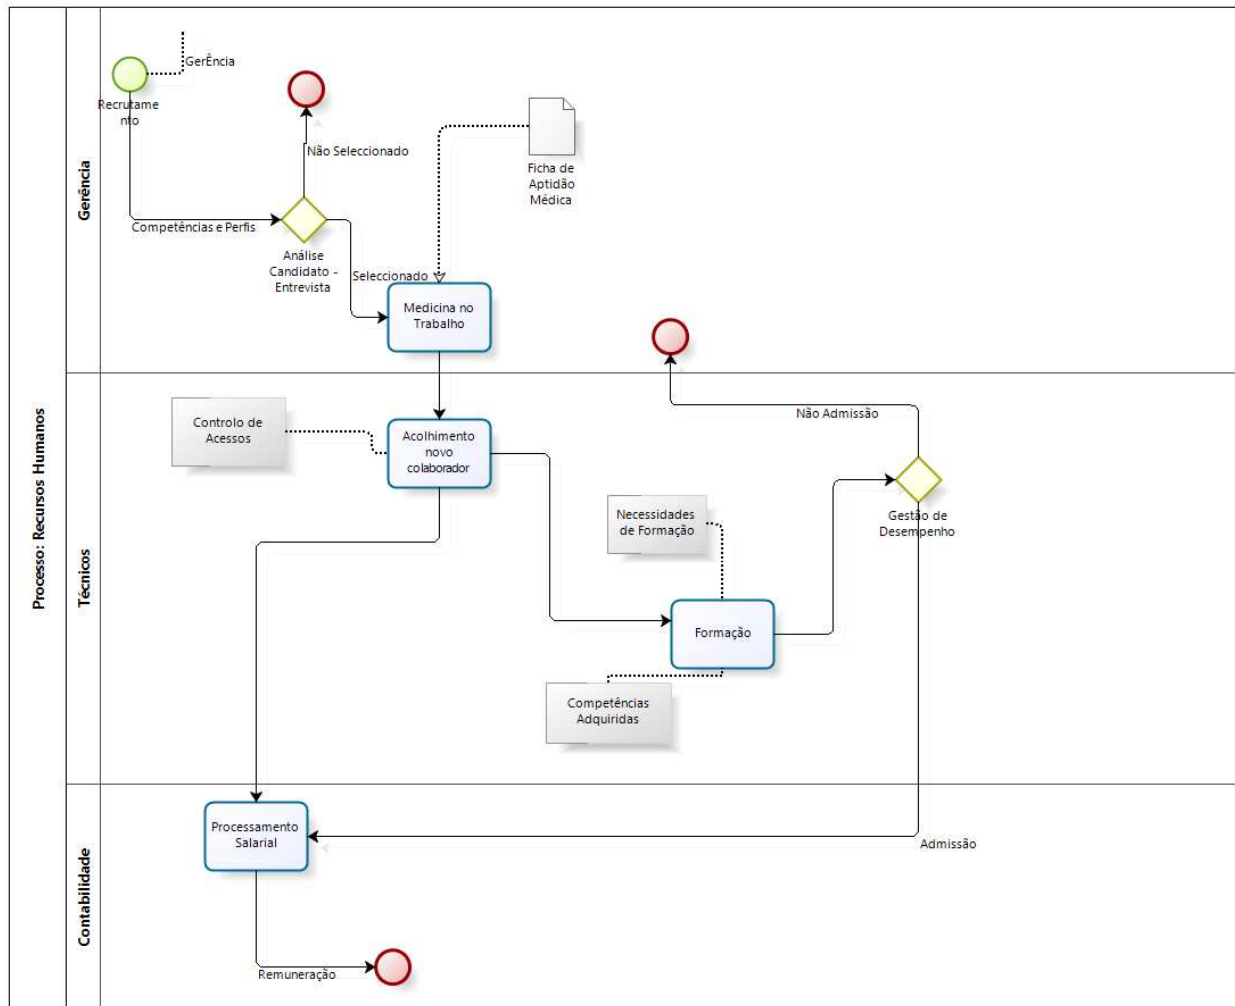 Processo: Recursos Humanos
Gerência
GerÊncia
Recrutame
nto
Não Seleccionado
Competências e Perfis
Análise
Candidato -
Entrevista
Seleccionado
Ficha de
Aptidão
Médica
Medicina no
Trabalho
Técnicos
Controlo de
Acessos
Acolhimento
novo
colaborador
Não Admissão
Necessidades
de Formação
Gestão de
Desempenho
Formação
Competências
Adquiridas
Contabilidade
Processamento
Salarial
Admissão
Remuneração